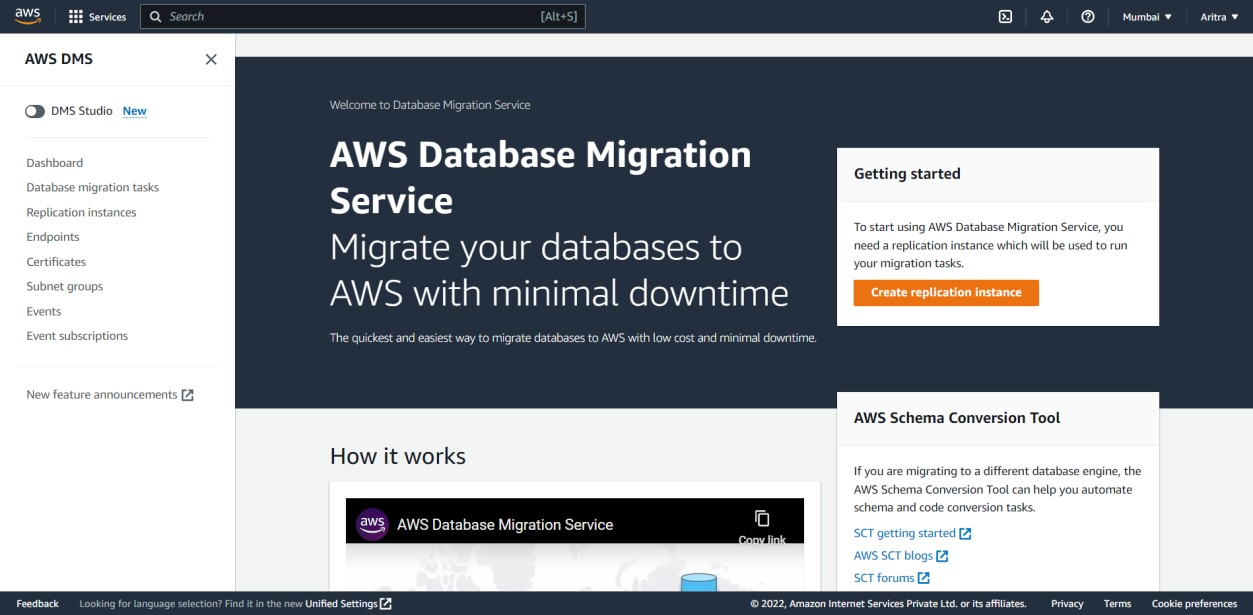 aws
Services
Search
[Alt+S]
Mumbai ▼
Aritra ▼
AWS DMS
DMS Studio New
Dashboard
Database migration tasks
Replication instances
Endpoints
Certificates
Subnet groups
Events
Event subscriptions
New feature announcements
Welcome to Database Migration Service
AWS Database Migration
Service
Migrate your databases to
AWS with minimal downtime
The quickest and easiest way to migrate databases to AWS with low cost and minimal downtime.
Getting started
To start using AWS Database Migration Service, you
need a replication instance which will be used to run
your migration tasks.
Create replication instance
How it works
aws AWS Database Migration Service
Copy link
AWS Schema Conversion Tool
If you are migrating to a different database engine, the
AWS Schema Conversion Tool can help you automate
schema and code conversion tasks.
SCT getting started
AWS SCT blogs
SCT forums
Feedback
Looking for language selection? Find it in the new Unified Settings
© 2022, Amazon Internet Services Private Ltd. or its affiliates.
Privacy
Terms
Cookie preferences